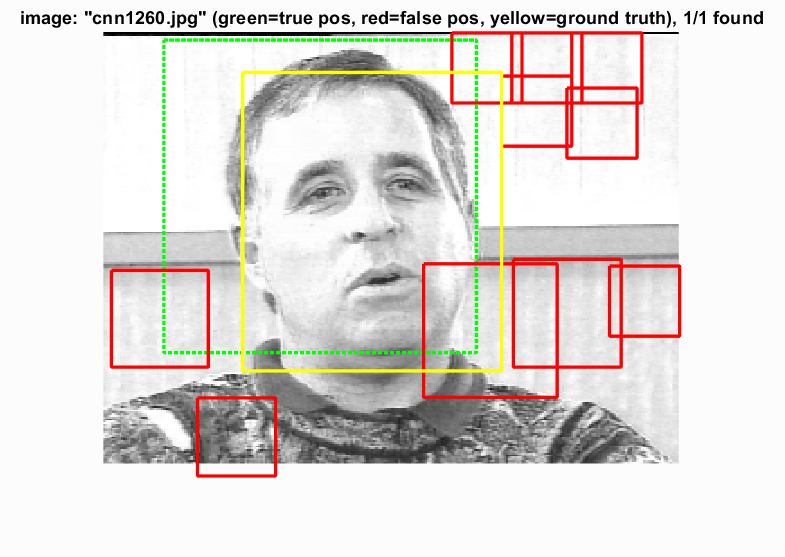 image: "cnn1260.jpg" (green=true pos, red=false pos, yellow=ground truth), 1/1 found